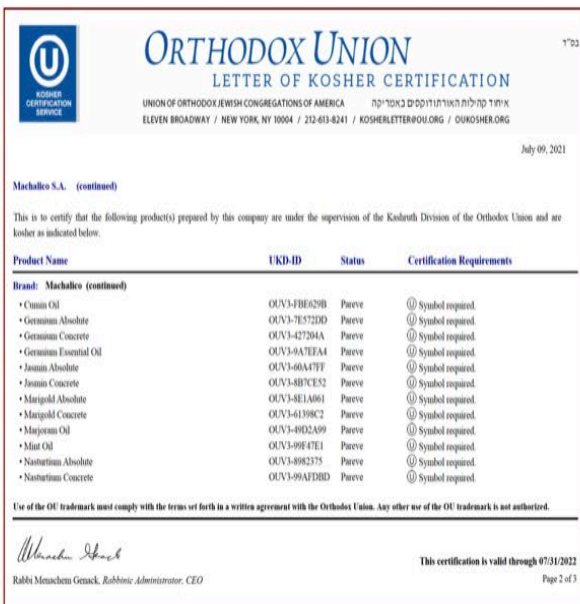 U
KOSHER
CERTIFICATION
SERVICE
ORTHODOX UNION
בס"ד
LETTER OF KOSHER CERTIFICATION
UNION OF ORTHODOX JEWISH CONGREGATIONS OF AMERICA איחוד קהילות האורתודוקסים באמריקה
ELEVEN BROADWAY / NEW YORK, NY 10004 / 212-613-8241 / KOSHERLETTER@OU.ORG / OUKOSHER.ORG
July 09, 2021
Machalico S.A. (continued)
This is to certify that the following product(s) prepared by this company are under the supervision of the Kashruth Division of the Orthodox Union and are
kosher as indicated below.
Product Name UKD-ID Status Certification Requirements
Brand: Machalico (continued)
• Cumin Oil OUV3-FBE629B Pareve Ⓤ Symbol required.
• Geranium Absolute OUV3-7E572DD Pareve Ⓤ Symbol required.
• Geranium Concrete OUV3-427204A Pareve Ⓤ Symbol required.
• Geranium Essential Oil OUV3-9A7EFA4 Pareve Ⓤ Symbol required.
• Jasmin Absolute OUV3-60A47FF Pareve Ⓤ Symbol required.
• Jasmin Concrete OUV3-8B7CE52 Pareve Ⓤ Symbol required.
• Marigold Absolute OUV3-8E1A061 Pareve Ⓤ Symbol required.
• Marigold Concrete OUV3-61398C2 Pareve Ⓤ Symbol required.
• Marjoram Oil OUV3-49D2A99 Pareve Ⓤ Symbol required.
• Mint Oil OUV3-99F47E1 Pareve Ⓤ Symbol required.
• Nasturtium Absolute OUV3-8982375 Pareve Ⓤ Symbol required.
• Nasturtium Concrete OUV3-99AFDBD Pareve Ⓤ Symbol required.
Use of the OU trademark must comply with the terms set forth in a written agreement with the Orthodox Union. Any other use of the OU trademark is not authorized.
Menachem Genack
This certification is valid through 07/31/2022
Rabbi Menachem Genack, Rabbinic Administrator, CEO
Page 2 of 3